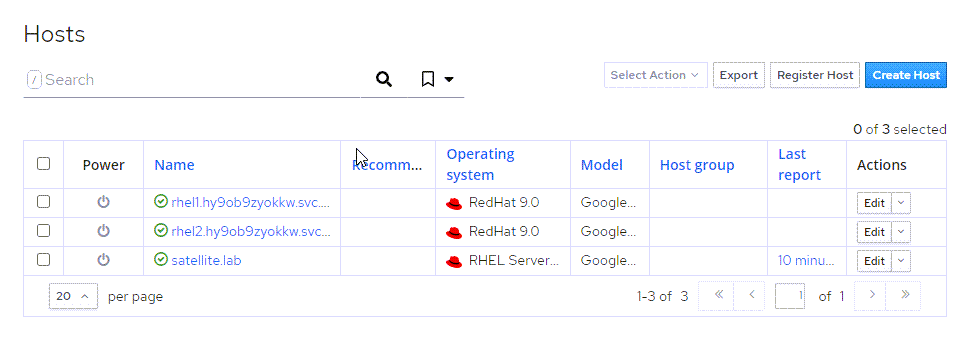 Hosts
/ Search
Select Action Export Register Host Create Host
0 of 3 selected
Power Name Recomm... Operating system Model Host group Last report Actions
rhel1.hy9ob9zyokkw.svc.... RedHat 9.0 Google... Edit
rhel2.hy9ob9zyokkw.svc... RedHat 9.0 Google... Edit
satellite.lab RHEL Server... Google... 10 minu... Edit
20 per page 1-3 of 3 « < 1 of 1 > »